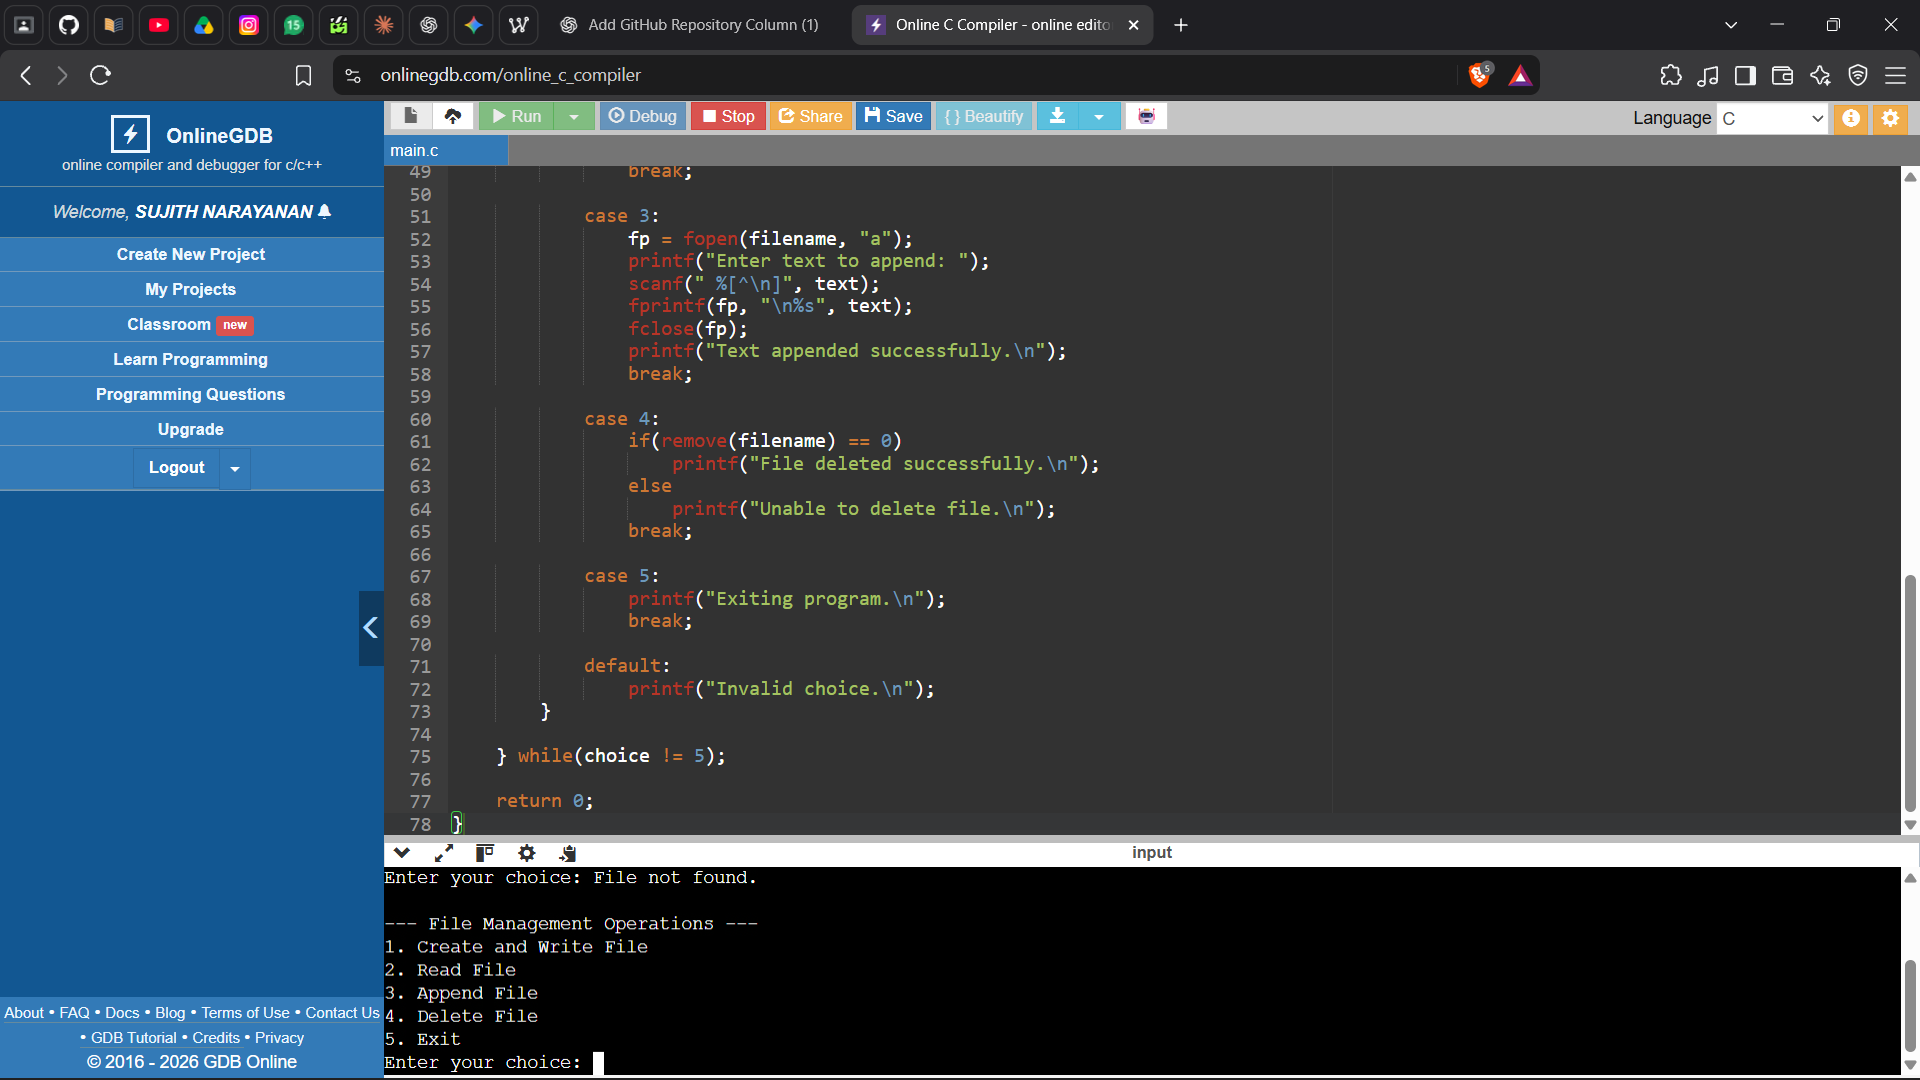 Add GitHub Repository Column (1)
Online C Compiler - online edito
15
onlinegdb.com/online_c_compiler
5
OnlineGDB
online compiler and debugger for c/c++
Welcome, SUJITH NARAYANAN
Create New Project
My Projects
Classroom new
Learn Programming
Programming Questions
Upgrade
Logout
About • FAQ • Docs • Blog • Terms of Use • Contact Us
• GDB Tutorial • Credits • Privacy
© 2016 - 2026 GDB Online
Run
Debug
Stop
Share
Save
{ } Beautify
Language C
main.c
49 break;
50
51 case 3:
52 fp = fopen(filename, "a");
53 printf("Enter text to append: ");
54 scanf(" %[^\n]", text);
55 fprintf(fp, "\n%s", text);
56 fclose(fp);
57 printf("Text appended successfully.\n");
58 break;
59
60 case 4:
61 if(remove(filename) == 0)
62 printf("File deleted successfully.\n");
63 else
64 printf("Unable to delete file.\n");
65 break;
66
67 case 5:
68 printf("Exiting program.\n");
69 break;
70
71 default:
72 printf("Invalid choice.\n");
73 }
74
75 } while(choice != 5);
76
77 return 0;
78 }
input
Enter your choice: File not found.
--- File Management Operations ---
1. Create and Write File
2. Read File
3. Append File
4. Delete File
5. Exit
Enter your choice: